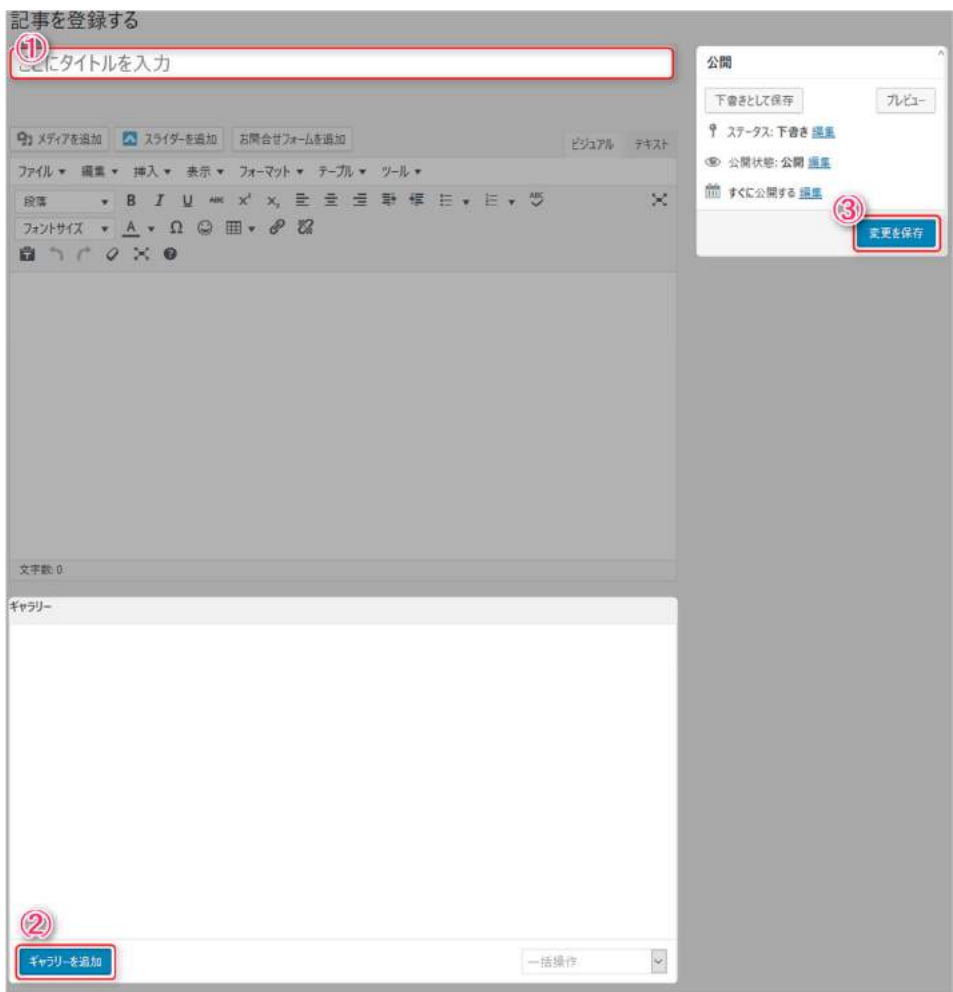 記事を登録する
①
ここにタイトルを入力
メディアを追加 スライダーを追加 お問合せフォームを追加
ビジュアル テキスト
ファイル 編集 挿入 表示 フォーマット テーブル ツール
段落 B I U ABC x² x₂ ABC
フォントサイズ A Ω
文字数: 0
ギャラリー
②
ギャラリーを追加
一括操作
公開
下書きとして保存 プレビュー
ステータス: 下書き 編集
公開状態: 公開 編集
すぐに公開する 編集
③
変更を保存